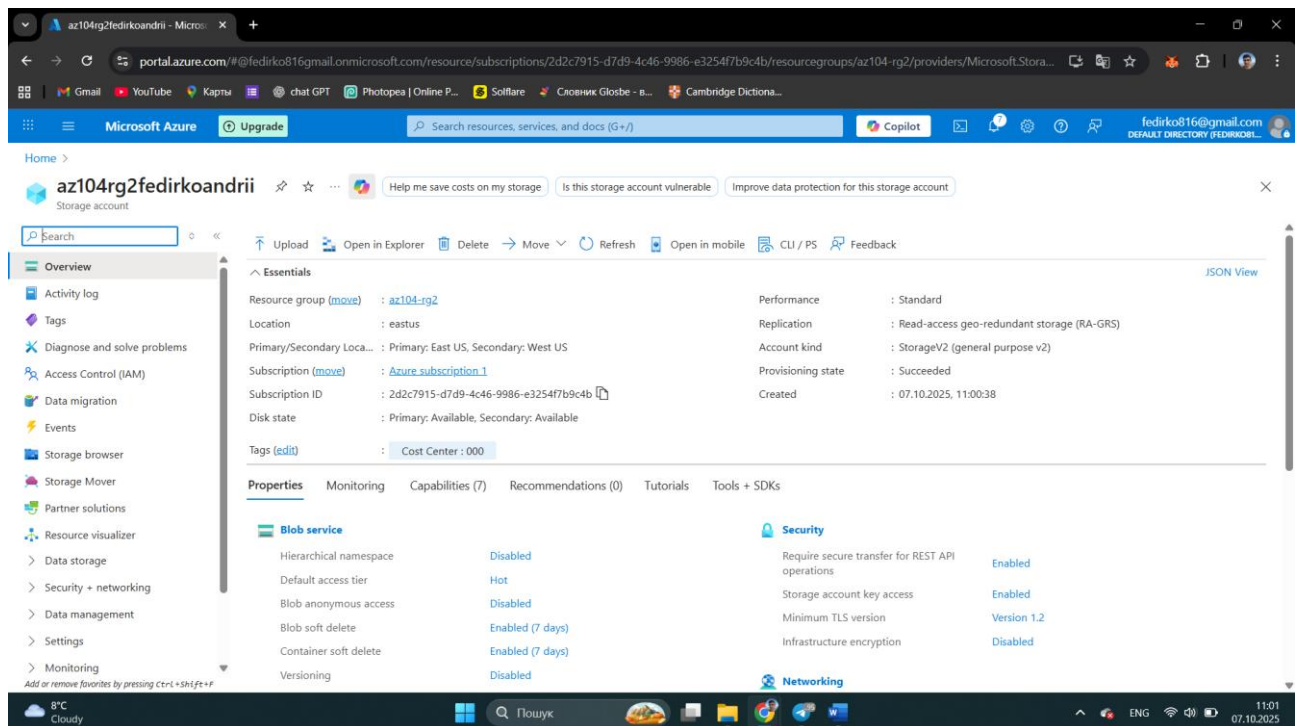 az104rg2fedirkoandrii - Micros
portal.azure.com/#@fedirko816gmail.onmicrosoft.com/resource/subscriptions/2d2c7915-d7d9-4c46-9986-e3254f7b9c4b/resourcegroups/az104-rg2/providers/Microsoft.Stora...
Gmail YouTube Карты chat GPT Photopea | Online P... Solflare Словник Glosbe - в... Cambridge Dictiona...
Microsoft Azure Upgrade Search resources, services, and docs (G+/) Copilot 7 fedirko816@gmail.com
DEFAULT DIRECTORY (FEDIRKO81...
Home >
az104rg2fedirkoandrii ... Help me save costs on my storage Is this storage account vulnerable Improve data protection for this storage account
Storage account
Search
Upload Open in Explorer Delete Move Refresh Open in mobile CLI / PS Feedback
Overview
Activity log
Tags
Diagnose and solve problems
Access Control (IAM)
Data migration
Events
Storage browser
Storage Mover
Partner solutions
Resource visualizer
Data storage
Security + networking
Data management
Settings
Monitoring
Add or remove favorites by pressing Ctrl+Shift+F
Essentials JSON View
Resource group (move) : az104-rg2
Location : eastus
Primary/Secondary Loca... : Primary: East US, Secondary: West US
Subscription (move) : Azure subscription 1
Subscription ID : 2d2c7915-d7d9-4c46-9986-e3254f7b9c4b
Disk state : Primary: Available, Secondary: Available
Tags (edit) : Cost Center : 000
Performance : Standard
Replication : Read-access geo-redundant storage (RA-GRS)
Account kind : StorageV2 (general purpose v2)
Provisioning state : Succeeded
Created : 07.10.2025, 11:00:38
Properties Monitoring Capabilities (7) Recommendations (0) Tutorials Tools + SDKs
Blob service
Hierarchical namespace Disabled
Default access tier Hot
Blob anonymous access Disabled
Blob soft delete Enabled (7 days)
Container soft delete Enabled (7 days)
Versioning Disabled
Security
Require secure transfer for REST API
operations Enabled
Storage account key access Enabled
Minimum TLS version Version 1.2
Infrastructure encryption Disabled
Networking
8°C
Cloudy
Пошук
ENG
11:01
07.10.2025